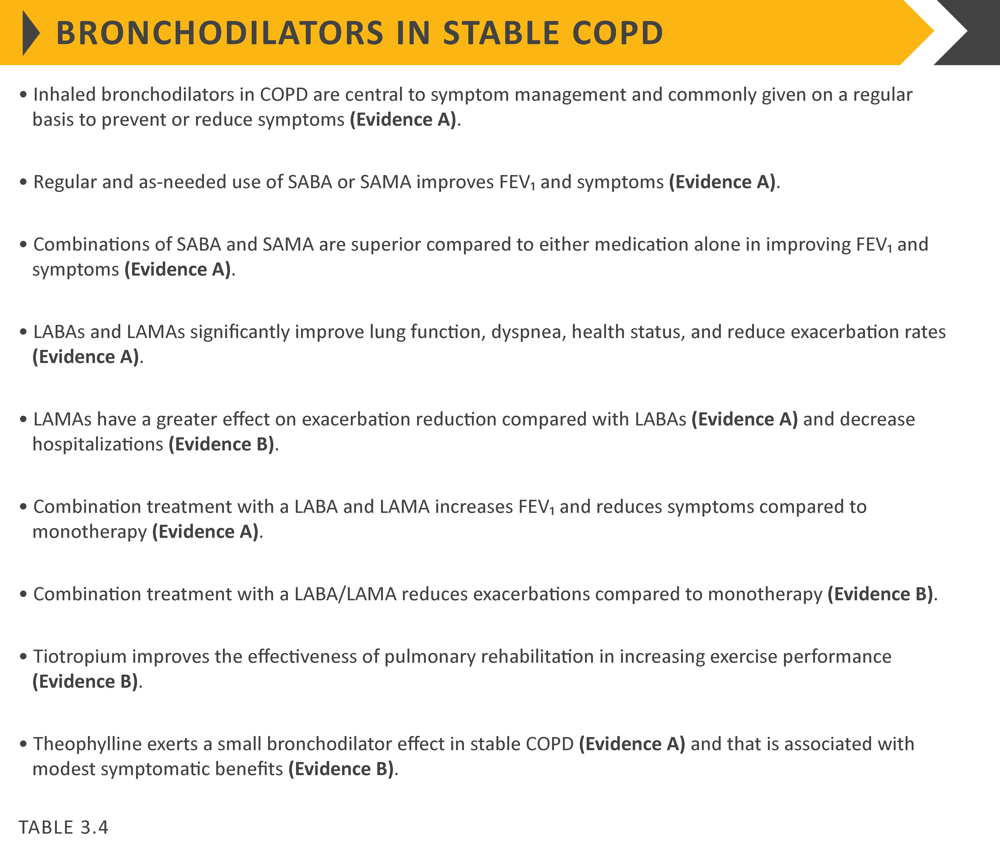 BRONCHODILATORS IN STABLE COPD
• Inhaled bronchodilators in COPD are central to symptom management and commonly given on a regular
basis to prevent or reduce symptoms (Evidence A).
• Regular and as-needed use of SABA or SAMA improves FEV₁ and symptoms (Evidence A).
• Combinations of SABA and SAMA are superior compared to either medication alone in improving FEV₁ and
symptoms (Evidence A).
• LABAs and LAMAs significantly improve lung function, dyspnea, health status, and reduce exacerbation rates
(Evidence A).
• LAMAs have a greater effect on exacerbation reduction compared with LABAs (Evidence A) and decrease
hospitalizations (Evidence B).
• Combination treatment with a LABA and LAMA increases FEV₁ and reduces symptoms compared to
monotherapy (Evidence A).
• Combination treatment with a LABA/LAMA reduces exacerbations compared to monotherapy (Evidence B).
• Tiotropium improves the effectiveness of pulmonary rehabilitation in increasing exercise performance
(Evidence B).
• Theophylline exerts a small bronchodilator effect in stable COPD (Evidence A) and that is associated with
modest symptomatic benefits (Evidence B).
TABLE 3.4